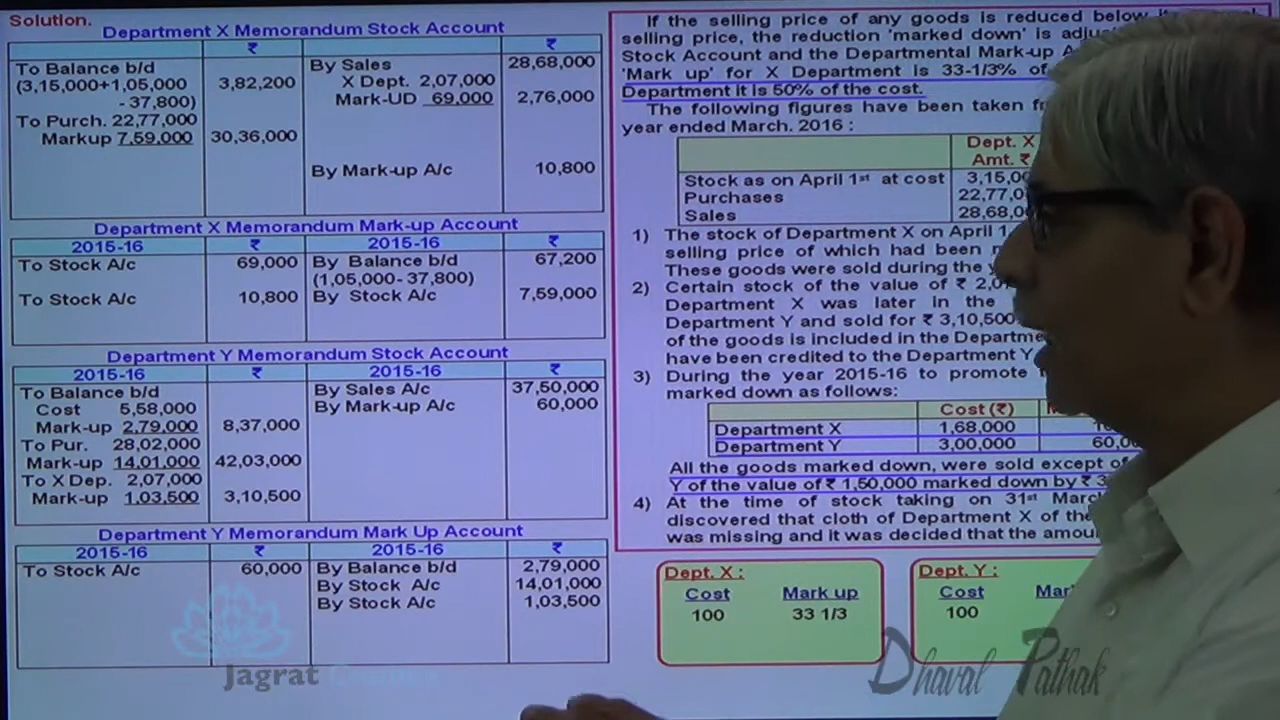 Solution.
Department X Memorandum Stock Account
₹ ₹
To Balance b/d By Sales 28,68,000
(3,15,000+1,05,000 3,82,200 X Dept. 2,07,000
- 37,800) Mark-UD 69,000 2,76,000
To Purch. 22,77,000
Markup 7,59,000 30,36,000
By Mark-up A/c 10,800
Department X Memorandum Mark-up Account
2015-16 ₹ 2015-16 ₹
To Stock A/c 69,000 By Balance b/d 67,200
(1,05,000 - 37,800)
To Stock A/c 10,800 By Stock A/c 7,59,000
Department Y Memorandum Stock Account
2015-16 ₹ 2015-16 ₹
To Balance b/d By Sales A/c 37,50,000
Cost 5,58,000 By Mark-up A/c 60,000
Mark-up 2,79,000 8,37,000
To Pur. 28,02,000
Mark-up 14,01,000 42,03,000
To X Dep. 2,07,000
Mark-up 1,03,500 3,10,500
Department Y Memorandum Mark Up Account
2015-16 ₹ 2015-16 ₹
To Stock A/c 60,000 By Balance b/d 2,79,000
By Stock A/c 14,01,000
By Stock A/c 1,03,500
If the selling price of any goods is reduced below
selling price, the reduction 'marked down' is
Stock Account and the Departmental Mark-up
'Mark up' for X Department is 33-1/3% of
Department it is 50% of the cost.
The following figures have been taken
year ended March. 2016 :
Dept. X
Amt. ₹
Stock as on April 1st at cost
Purchases
Sales
1) The stock of Department X on April
selling price of which had been
These goods were sold during the
2) Certain stock of the value of ₹
Department X was later in the
Department Y and sold for ₹ 3,10,500
of the goods is included in the
have been credited to the Department Y
3) During the year 2015-16 to promote
marked down as follows:
Cost (₹)
Department X 1,68,000
Department Y 3,00,000
All the goods marked down, were sold except of
Y of the value of ₹ 1,50,000 marked down by ₹
4) At the time of stock taking on 31st
discovered that cloth of Department X of the
was missing and it was decided that the
Dept. X :
Cost Mark up
100 33 1/3
Dept. Y :
Cost
100
Jagrat
Dhaval Pathak